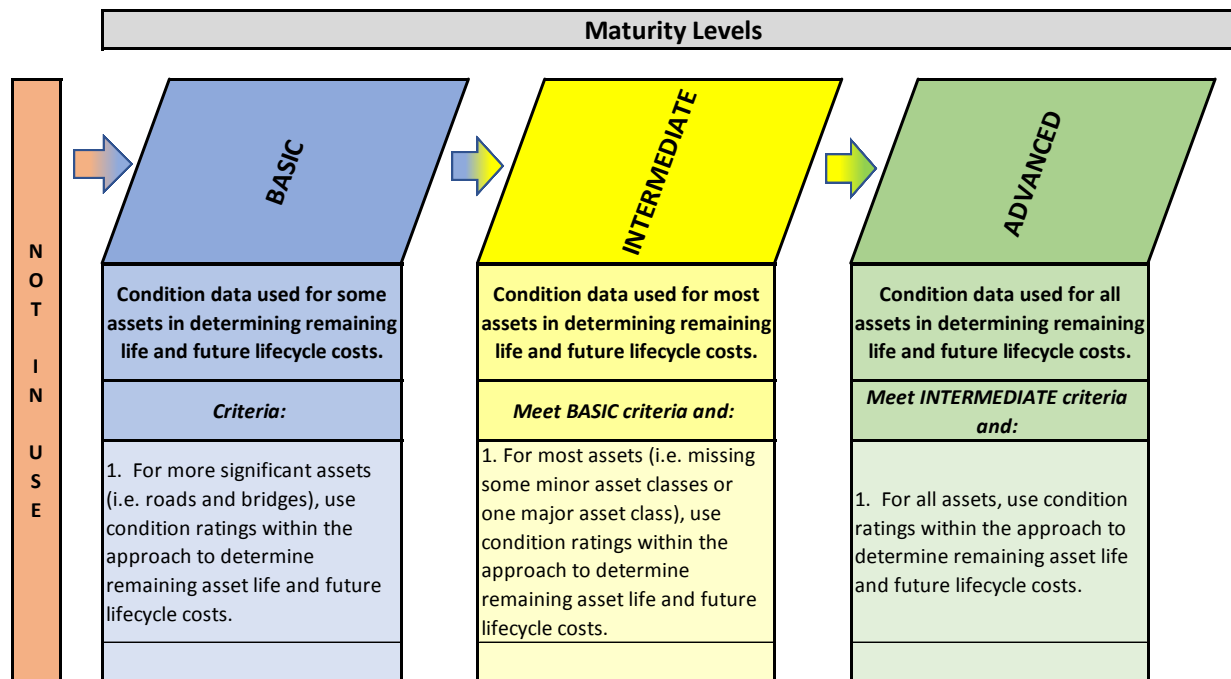 Maturity Levels
NOT IN USE
BASIC
Condition data used for some
assets in determining remaining
life and future lifecycle costs.
Criteria:
1.  For more significant assets
(i.e. roads and bridges), use
condition ratings within the
approach to determine
remaining asset life and future
lifecycle costs.
INTERMEDIATE
Condition data used for most
assets in determining remaining
life and future lifecycle costs.
Meet BASIC criteria and:
1. For most assets (i.e. missing
some minor asset classes or
one major asset class), use
condition ratings within the
approach to determine
remaining asset life and future
lifecycle costs.
ADVANCED
Condition data used for all
assets in determining remaining
life and future lifecycle costs.
Meet INTERMEDIATE criteria
and:
1.  For all assets, use condition
ratings within the approach to
determine remaining asset life
and future lifecycle costs.